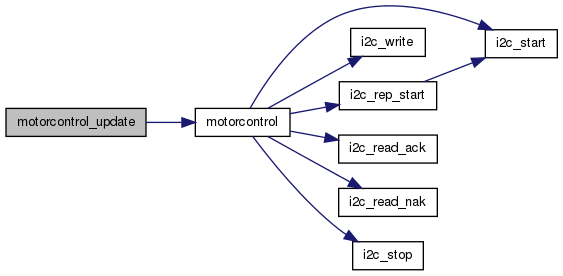 motorcontrol_update
motorcontrol
i2c_write
i2c_start
i2c_rep_start
i2c_read_ack
i2c_read_nak
i2c_stop